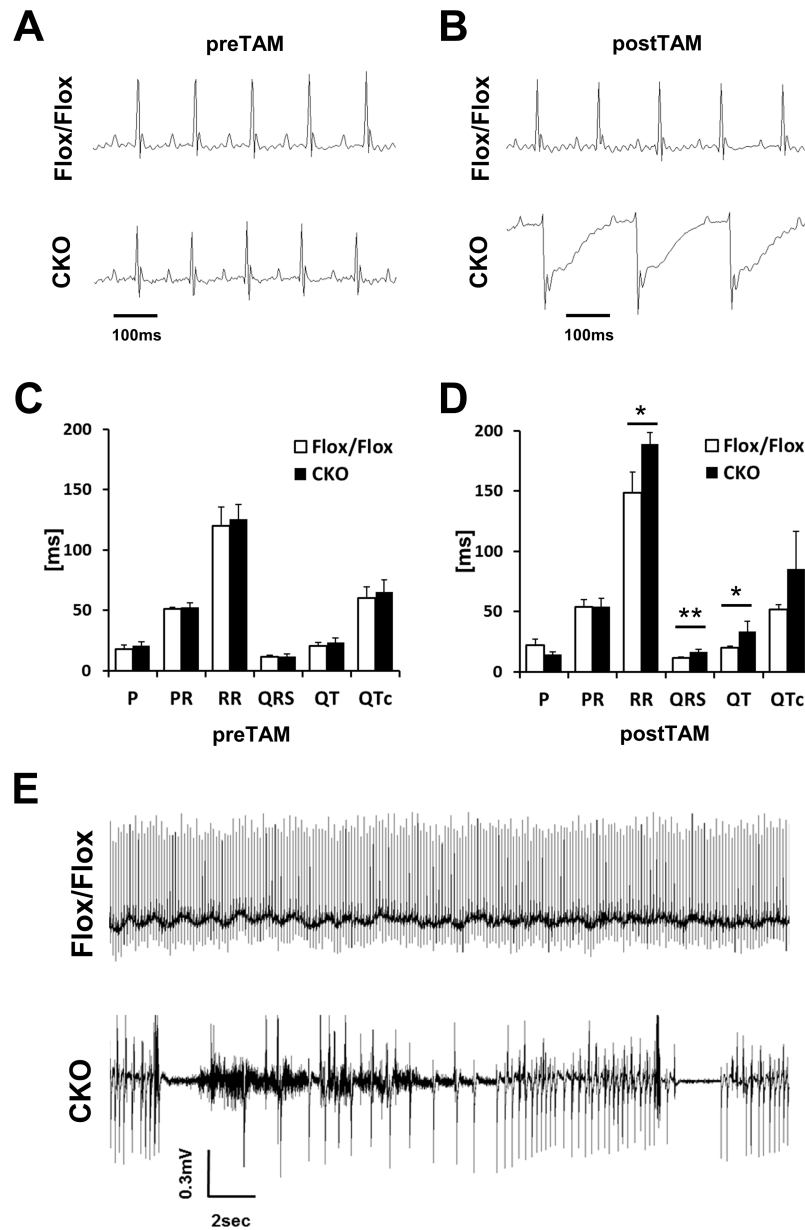 A
preTAM
Flox/Flox
CKO
100ms
B
postTAM
Flox/Flox
CKO
100ms
C
200
150
100
50
0
[ms]
Flox/Flox
CKO
P PR RR QRS QT QTc
preTAM
D
200
150
100
50
0
[ms]
*
**
*
Flox/Flox
CKO
P PR RR QRS QT QTc
postTAM
E
Flox/Flox
CKO
0.3mV
2sec